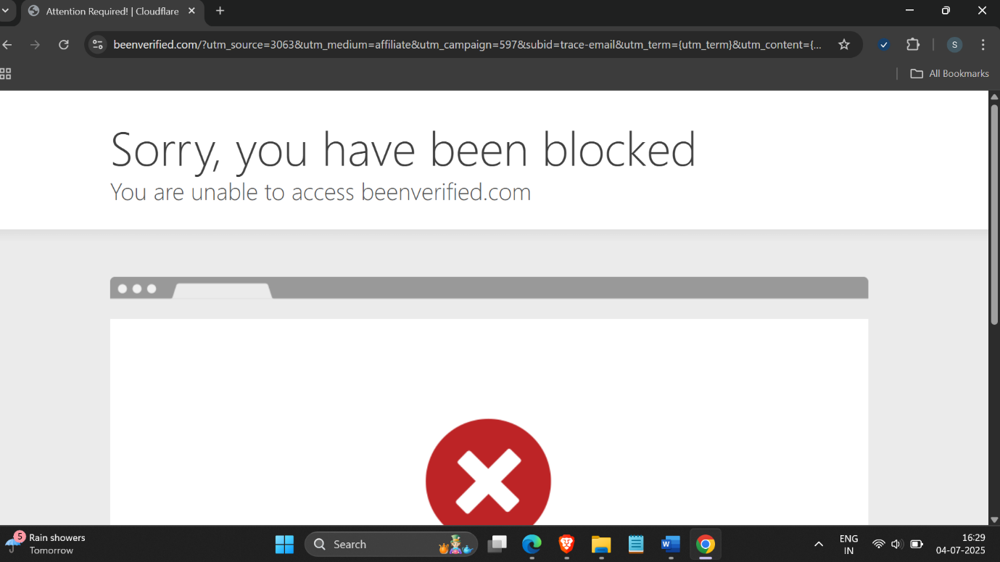 Attention Required! | Cloudflare
beenverified.com/?utm_source=3063&utm_medium=affiliate&utm_campaign=597&subid=trace-email&utm_term={utm_term}&utm_content={...
S
All Bookmarks
Sorry, you have been blocked
You are unable to access beenverified.com
5
Rain showers
Tomorrow
Search
W
ENG
IN
16:29
04-07-2025